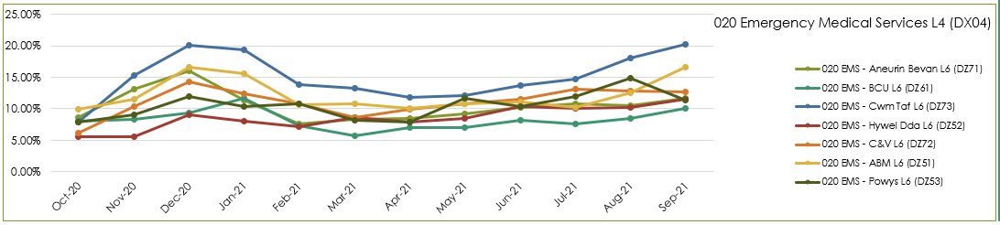 020 Emergency Medical Services L4 (DX04)
25.00%
20.00%
15.00%
10.00%
5.00%
0.00%
Oct-20
Nov-20
Dec-20
Jan-21
Feb-21
Mar-21
Apr-21
May-21
Jun-21
Jul-21
Aug-21
Sep-21
020 EMS - Aneurin Bevan L6 (DZ71)
020 EMS - BCU L6 (DZ61)
020 EMS - CwmTaf L6 (DZ73)
020 EMS - Hywel Dda L6 (DZ52)
020 EMS - C&V L6 (DZ72)
020 EMS - ABM L6 (DZ51)
020 EMS - Powys L6 (DZ53)